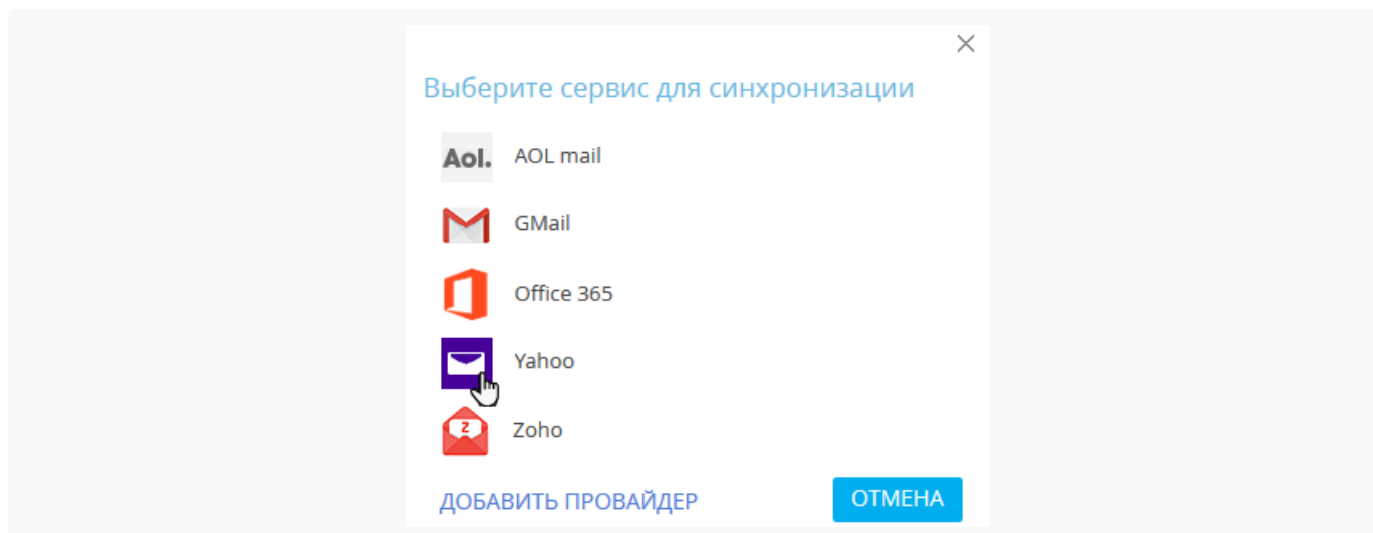 Выберите сервис для синхронизации
Aol. AOL mail
GMail
Office 365
Yahoo
Z Zoho
ДОБАВИТЬ ПРОВАЙДЕР ОТМЕНА